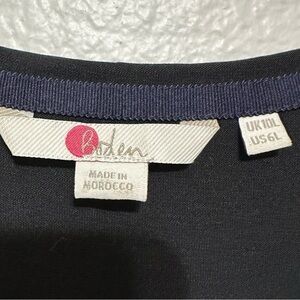 Boden
MADE IN
MOROCCO
UK10L
US6L